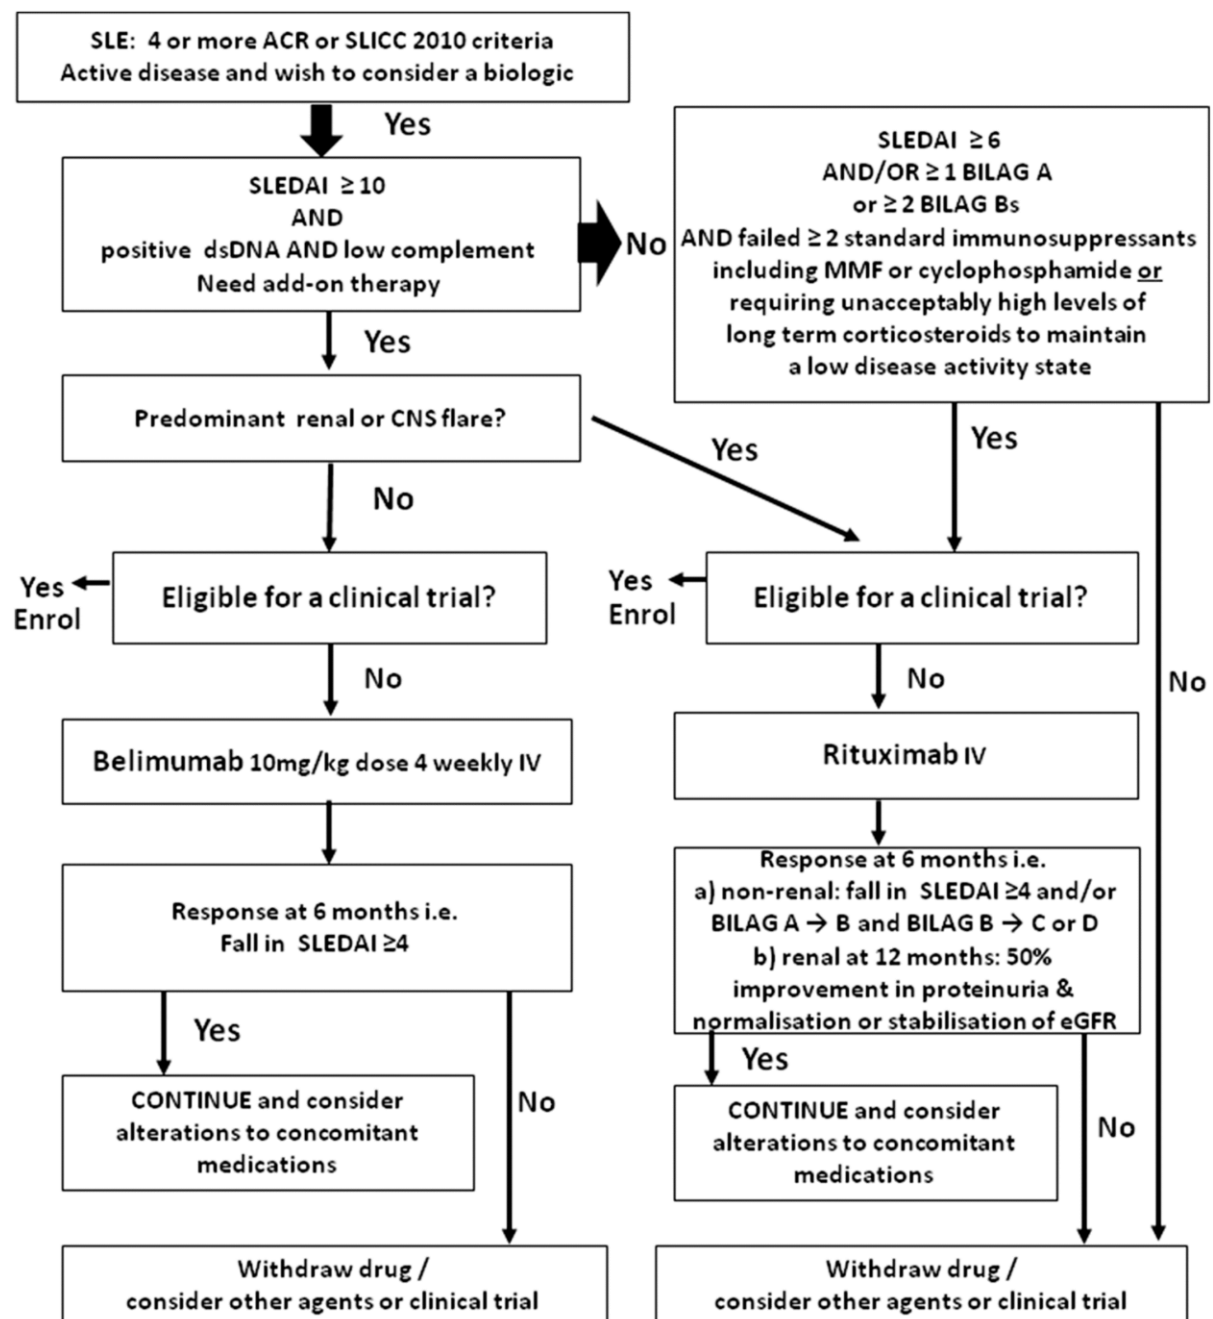 SLE: 4 or more ACR or SLICC 2010 criteria
Active disease and wish to consider a biologic
Yes
SLEDAI ≥ 10
AND
positive dsDNA AND low complement
Need add-on therapy
No
SLEDAI ≥ 6
AND/OR ≥ 1 BILAG A
or ≥ 2 BILAG Bs
AND failed ≥ 2 standard immunosuppressants
including MMF or cyclophosphamide or
requiring unacceptably high levels of
long term corticosteroids to maintain
a low disease activity state
Yes
Predominant renal or CNS flare?
Yes
Yes
No
Eligible for a clinical trial?
Yes
Enrol
Eligible for a clinical trial?
Yes
Enrol
No
No
No
Belimumab 10mg/kg dose 4 weekly IV
Rituximab IV
Response at 6 months i.e.
Fall in SLEDAI ≥4
Response at 6 months i.e.
a) non-renal: fall in SLEDAI ≥4 and/or
BILAG A → B and BILAG B → C or D
b) renal at 12 months: 50%
improvement in proteinuria &
normalisation or stabilisation of eGFR
Yes
No
Yes
No
CONTINUE and consider
alterations to concomitant
medications
CONTINUE and consider
alterations to concomitant
medications
Withdraw drug /
consider other agents or clinical trial
Withdraw drug /
consider other agents or clinical trial